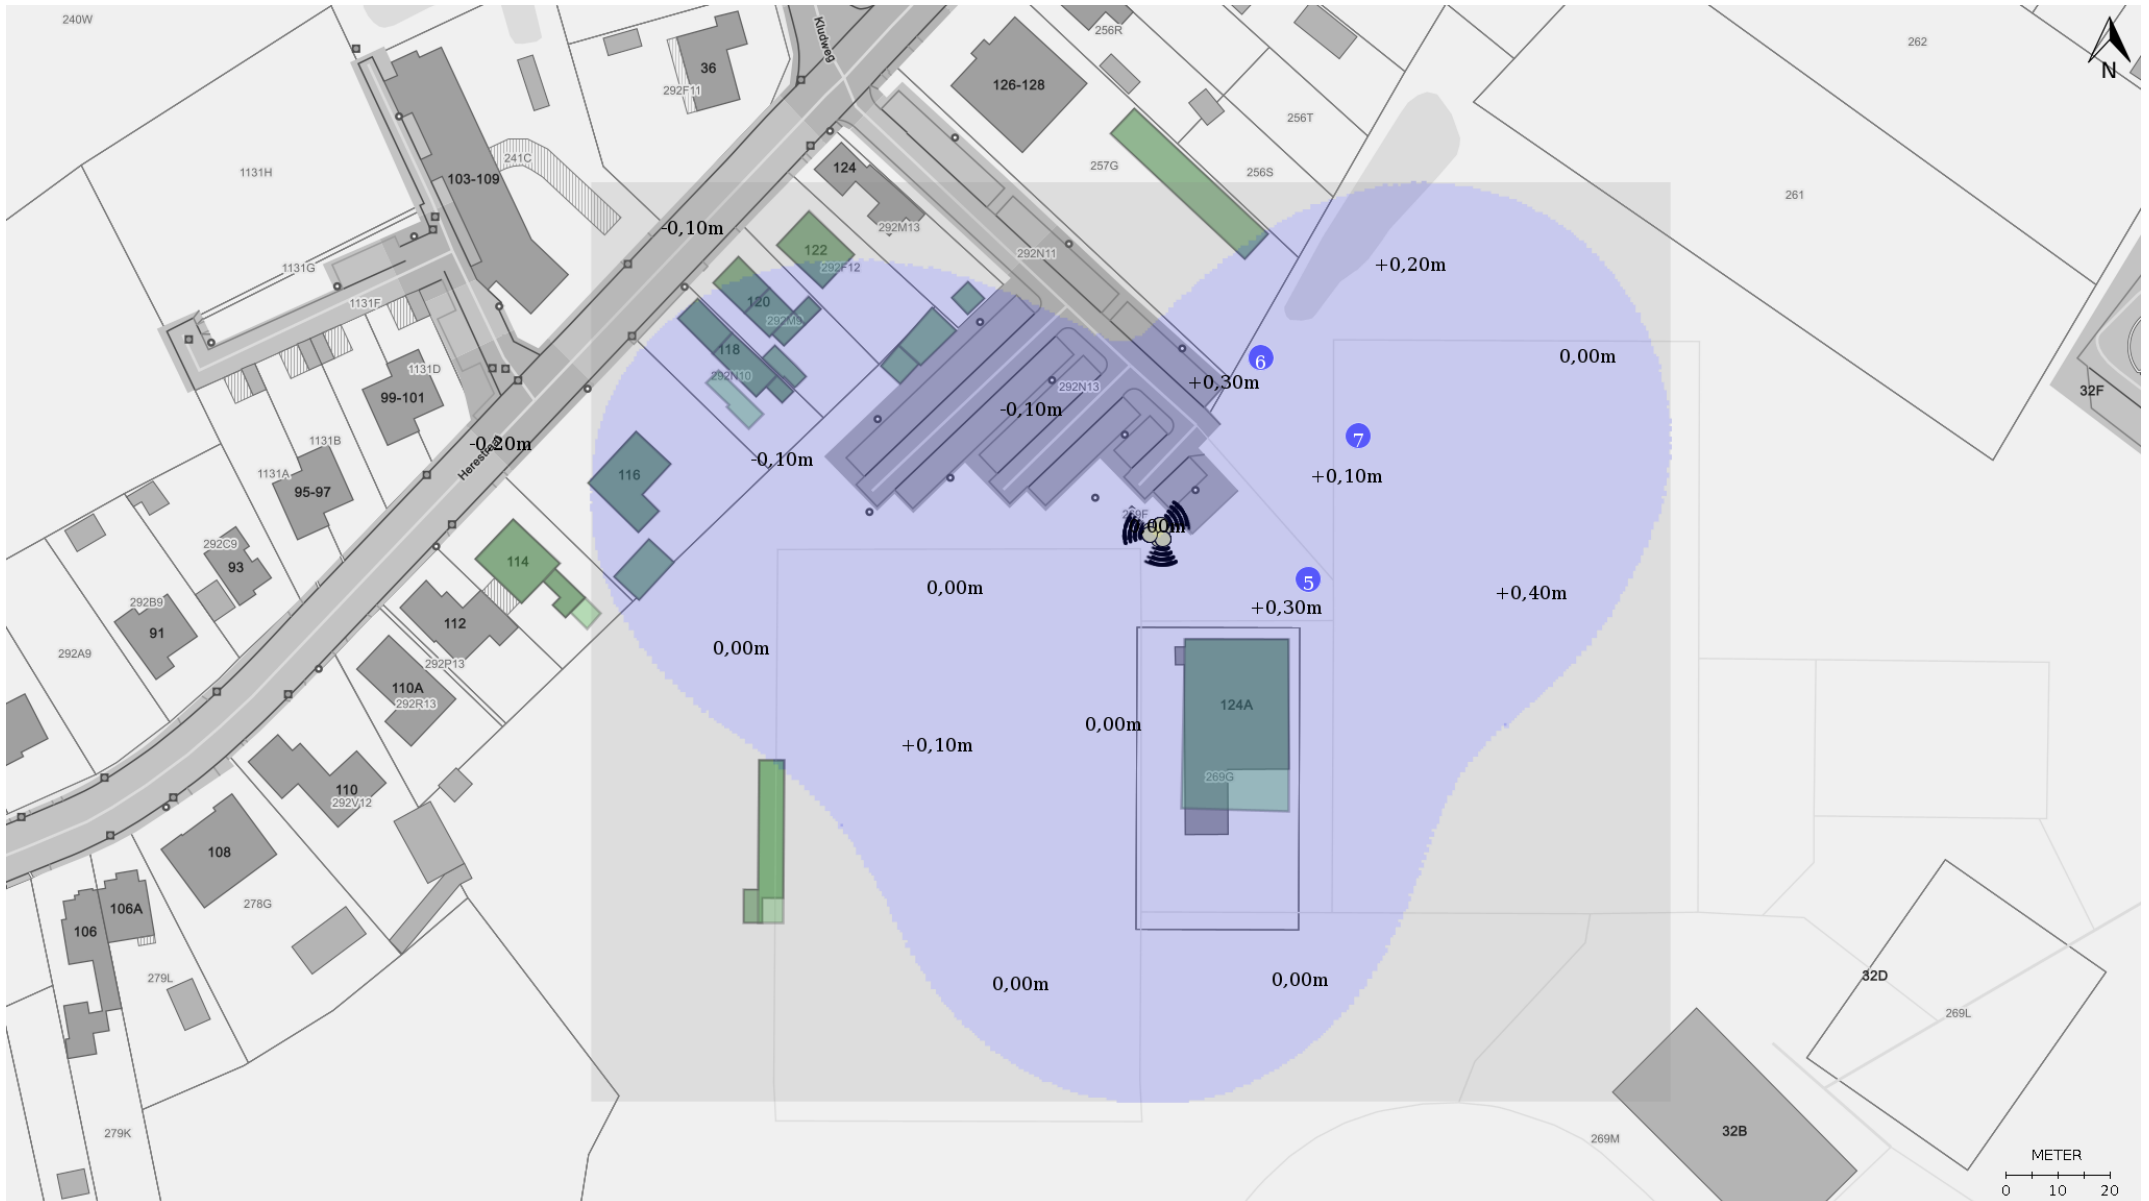 240W
Kludweg
256R
262
N
36
292F11
126-128
256T
124
257G
256S
241C
1131H
103-109
261
-0,10m
292M13
292N11
122
292F12
+0,20m
1131G
1131F
120
292M9
118
292N10
6
0,00m
1131D
99-101
292N13
+0,30m
-0,10m
32F
7
-0,20m
Herestraat
1131B
-0,10m
1131A
95-97
116
+0,10m
269F
00m
292C9
93
114
5
0,00m
+0,30m
+0,40m
292B9
91
112
292A9
0,00m
292P13
110A
292R13
124A
0,00m
+0,10m
269G
110
292V12
108
278G
106A
106
279L
0,00m
0,00m
32D
269L
279K
32B
269M
METER
0 10 20